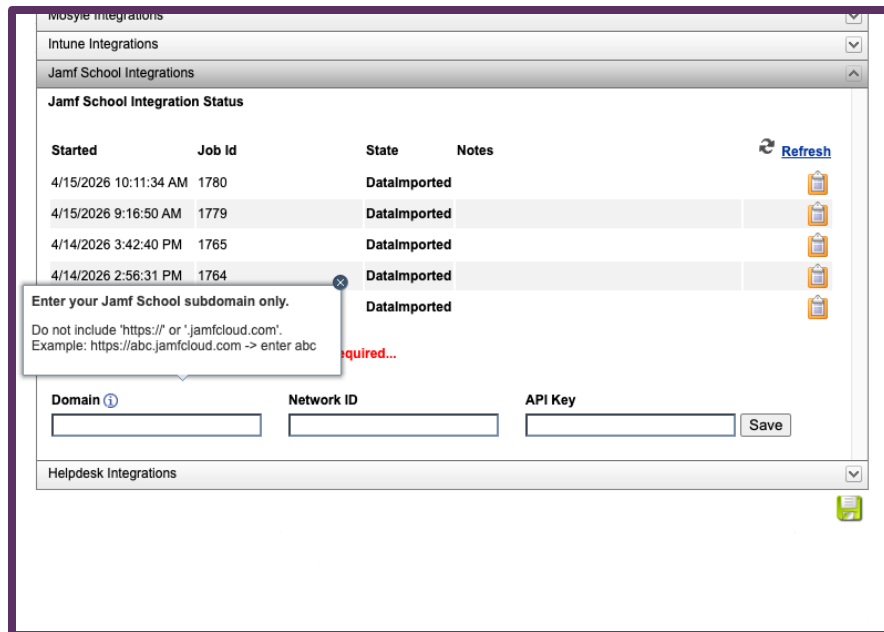 Mosyle Integrations
Intune Integrations
Jamf School Integrations
Jamf School Integration Status
Started Job Id State Notes Refresh
4/15/2026 10:11:34 AM 1780 DataImported
4/15/2026 9:16:50 AM 1779 DataImported
4/14/2026 3:42:40 PM 1765 DataImported
4/14/2026 2:56:31 PM 1764 DataImported
DataImported
Enter your Jamf School subdomain only.
Do not include 'https://' or '.jamfcloud.com'.
Example: https://abc.jamfcloud.com -> enter abc
equired...
Domain Network ID API Key
Save
Helpdesk Integrations